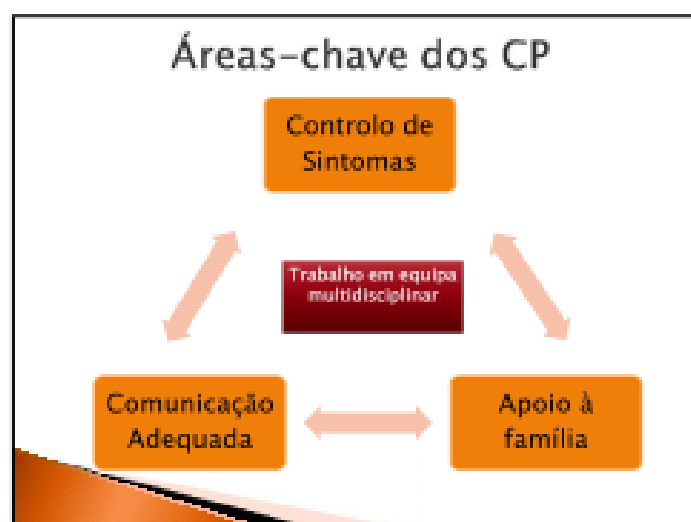 Áreas-chave dos CP
Controlo de
Sintomas
Trabalho em equipa
multidisciplinar
Comunicação
Adequada
Apoio à
família